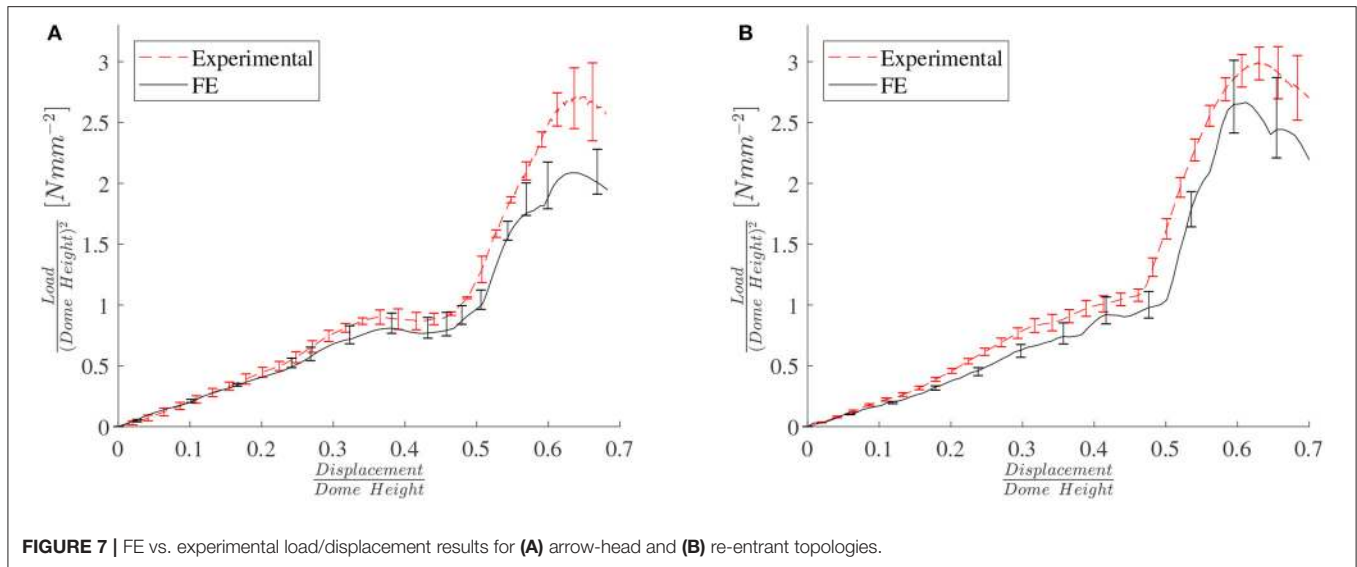 A
Experimental
FE
3
2.5
2
1.5
1
0.5
0
Load
(Dome Height)²
[Nmm⁻²]
0 0.1 0.2 0.3 0.4 0.5 0.6 0.7
Displacement
Dome Height
B
Experimental
FE
3
2.5
2
1.5
1
0.5
0
Load
(Dome Height)²
[Nmm⁻²]
0 0.1 0.2 0.3 0.4 0.5 0.6 0.7
Displacement
Dome Height
FIGURE 7 | FE vs. experimental load/displacement results for (A) arrow-head and (B) re-entrant topologies.